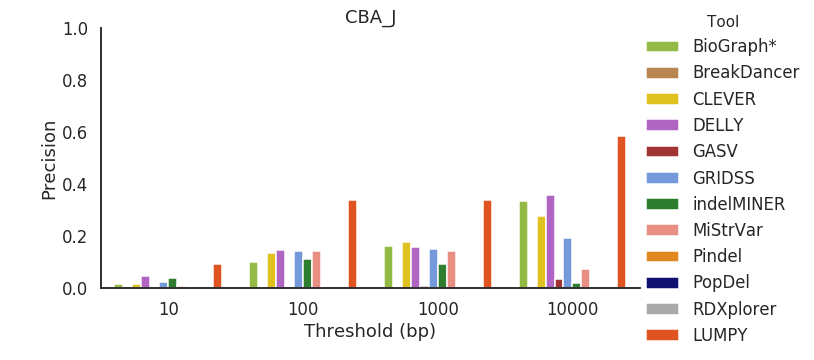 CBA_J
Precision
1.0
0.8
0.6
0.4
0.2
0.0
10 100 1000 10000
Threshold (bp)
Tool
BioGraph*
BreakDancer
CLEVER
DELLY
GASV
GRIDSS
indelMINER
MiStrVar
Pindel
PopDel
RDXplorer
LUMPY